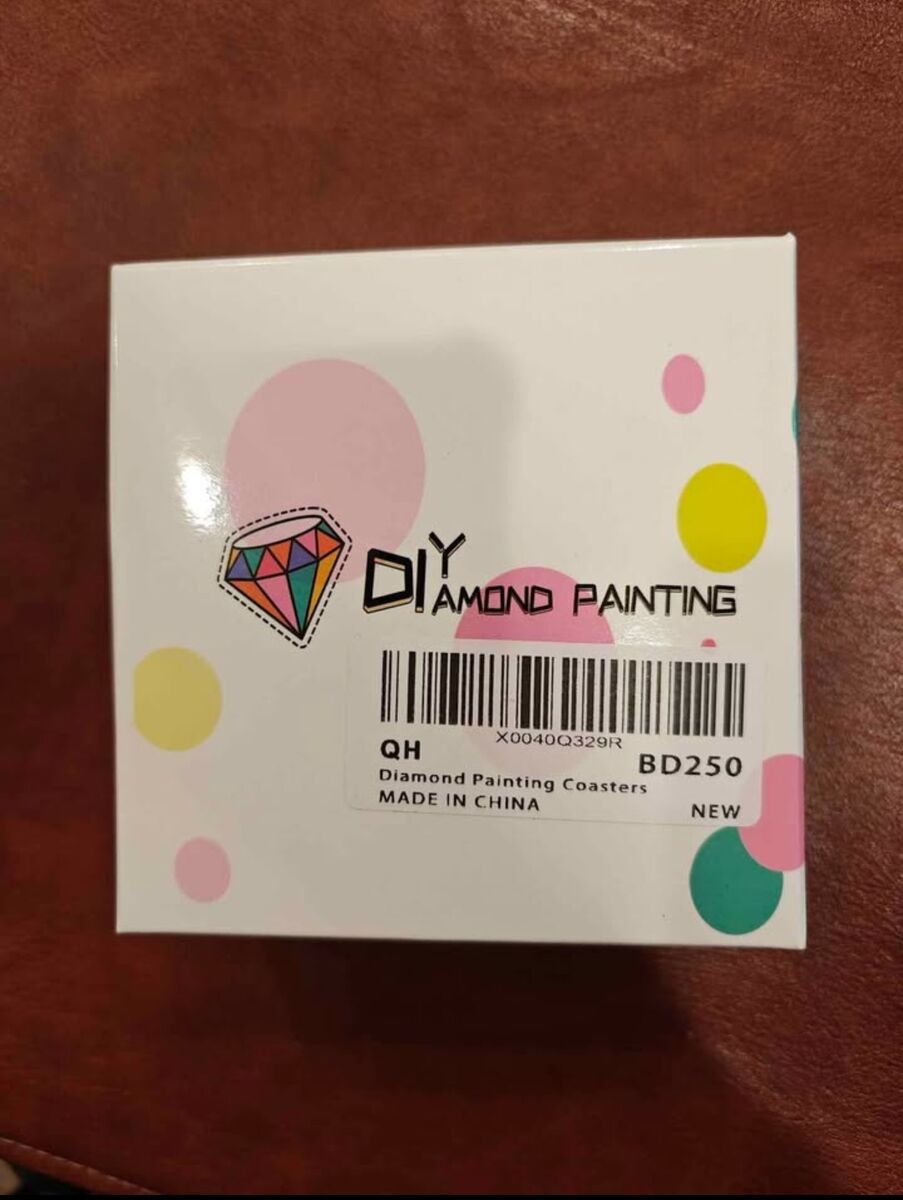 DIY
DIAMOND PAINTING
X0040Q329R
QH
BD250
Diamond Painting Coasters
MADE IN CHINA
NEW